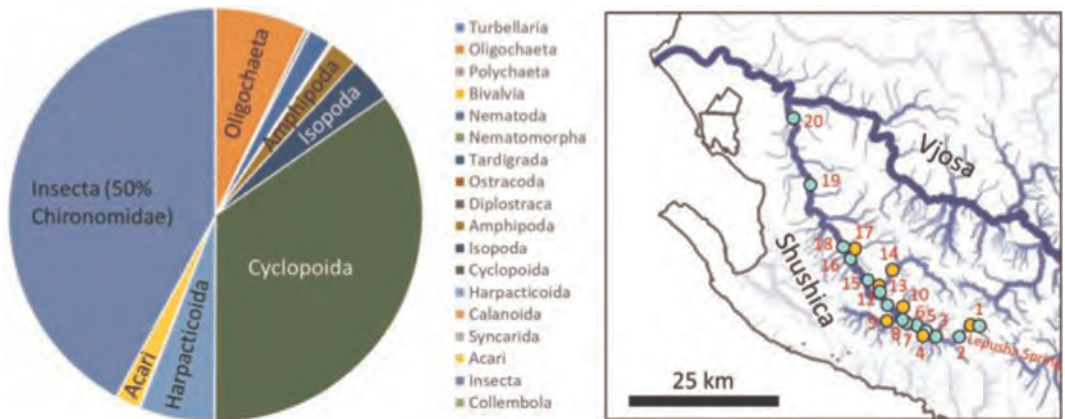 Oligochaeta
Amphipoda
Isopoda
Insecta (50%
Chironomidae)
Cyclopoida
Acari
Harpacticoida
Turbellaria
Oligochaeta
Polychaeta
Bivalvia
Nematoda
Nematomorpha
Tardigrada
Ostracoda
Diplostraca
Amphipoda
Isopoda
Cyclopoida
Harpacticoida
Calanoida
Syncarida
Acari
Insecta
Collembola
Vjosa
Shushica
20
19
18
17
16
14
15
13
12
10
9
8
7
6
5
4
3
2
1
Lepusha Spring
25 km